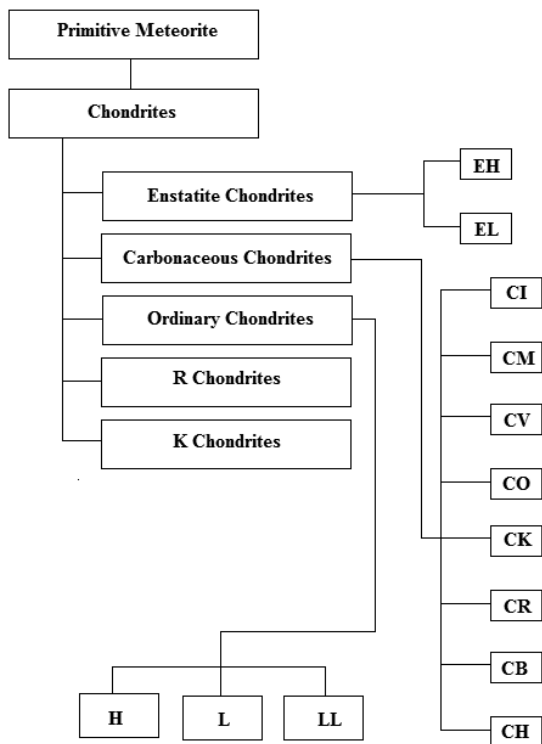 Primitive Meteorite
Chondrites
Enstatite Chondrites
EH
EL
Carbonaceous Chondrites
CI
CM
CV
CO
CK
CR
CB
CH
Ordinary Chondrites
H
L
LL
R Chondrites
K Chondrites